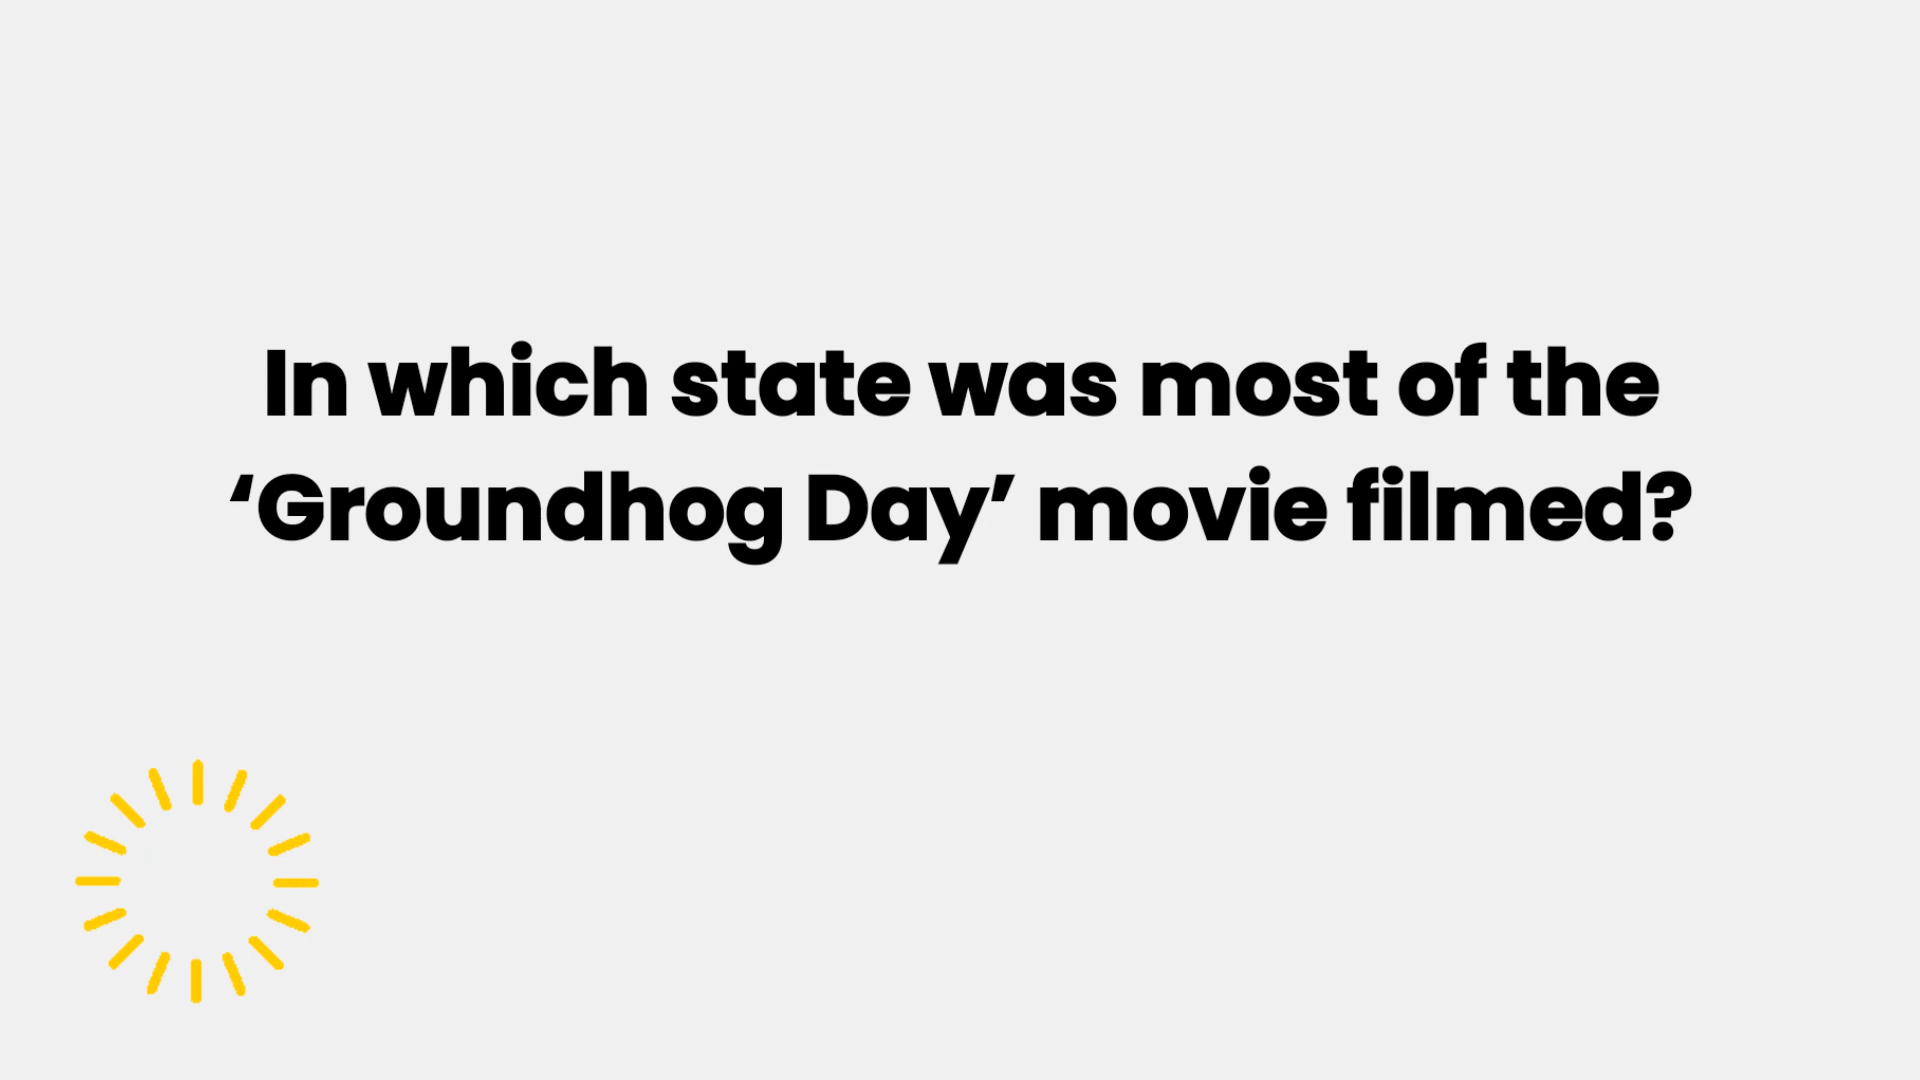 In which state was most of the
‘Groundhog Day’ movie filmed?